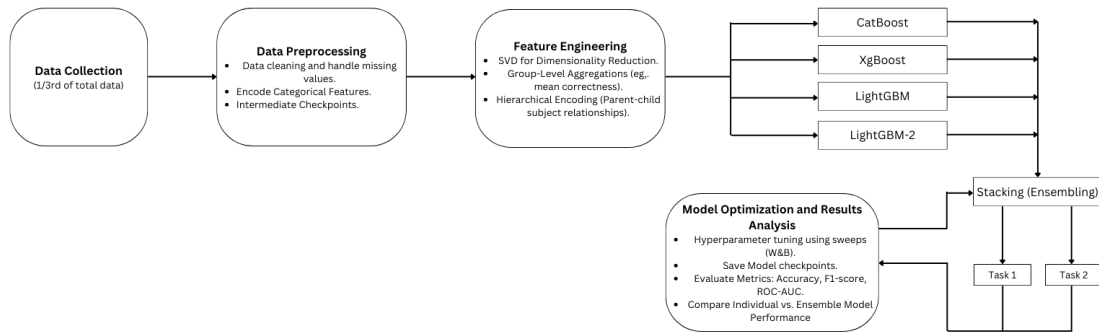 Data Collection
(1/3rd of total data)
Data Preprocessing
• Data cleaning and handle missing
values.
• Encode Categorical Features.
• Intermediate Checkpoints.
Feature Engineering
• SVD for Dimensionality Reduction.
• Group-Level Aggregations (eg,.
mean correctness).
• Hierarchical Encoding (Parent-child
subject relationships).
CatBoost
XgBoost
LightGBM
LightGBM-2
Stacking (Ensembling)
Task 1
Task 2
Model Optimization and Results
Analysis
• Hyperparameter tuning using sweeps
(W&B).
• Save Model checkpoints.
• Evaluate Metrics: Accuracy, F1-score,
ROC-AUC.
• Compare Individual vs. Ensemble Model
Performance